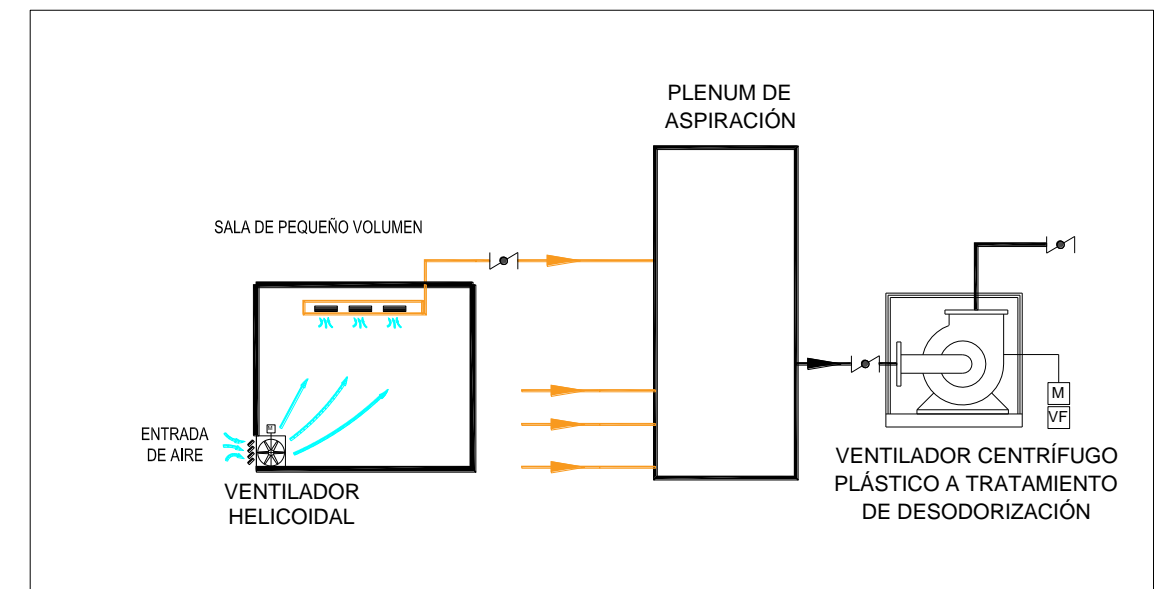 PLENUM DE
ASPIRACIÓN
SALA DE PEQUEÑO VOLUMEN
ENTRADA
DE AIRE
M
VENTILADOR
HELICOIDAL
M
VF
VENTILADOR CENTRÍFUGO
PLÁSTICO A TRATAMIENTO
DE DESODORIZACIÓN